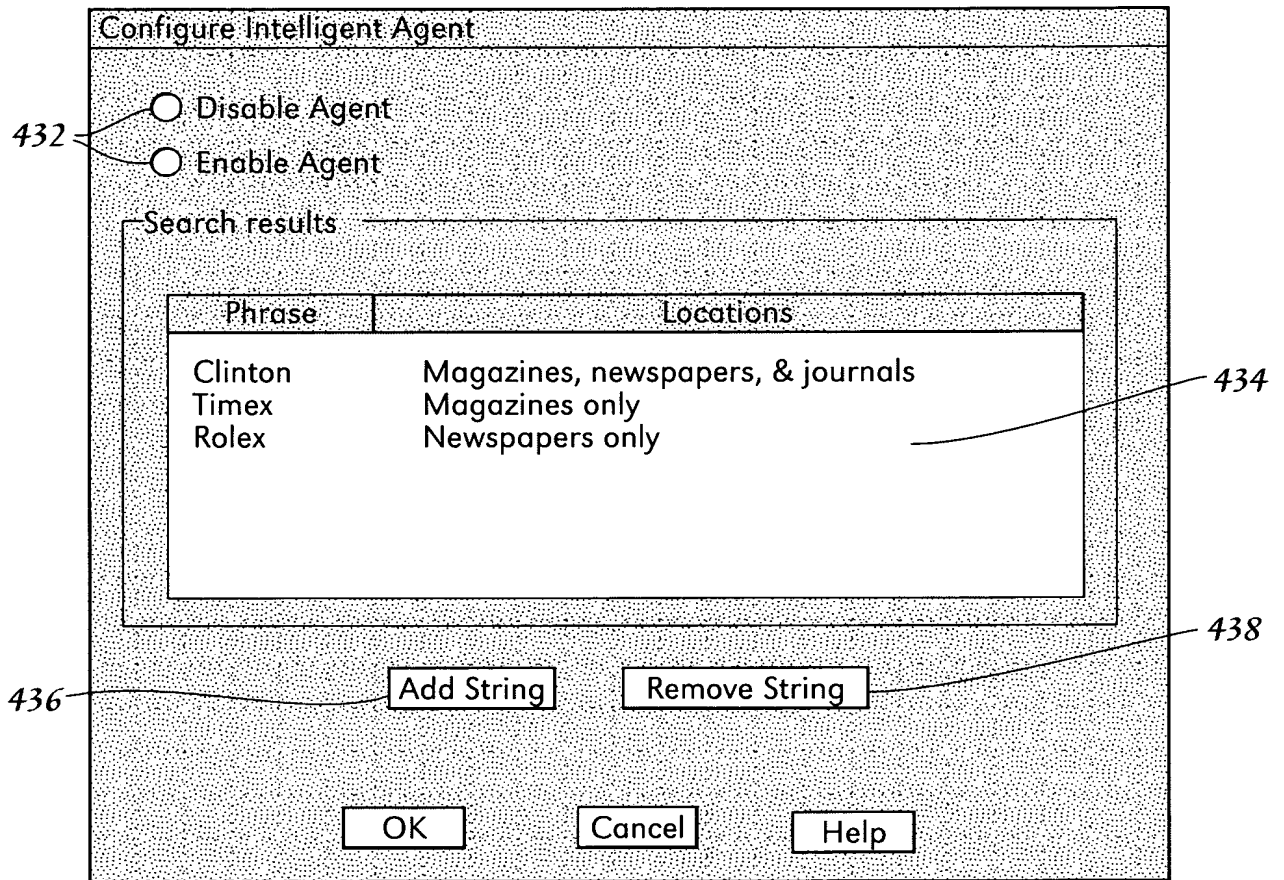 Configure Intelligent Agent
432
Disable Agent
Enable Agent
Search results
Phrase Locations
Clinton Magazines, newspapers, & journals
434
Timex Magazines only
Rolex Newspapers only
438
436
Add String Remove String
OK Cancel Help